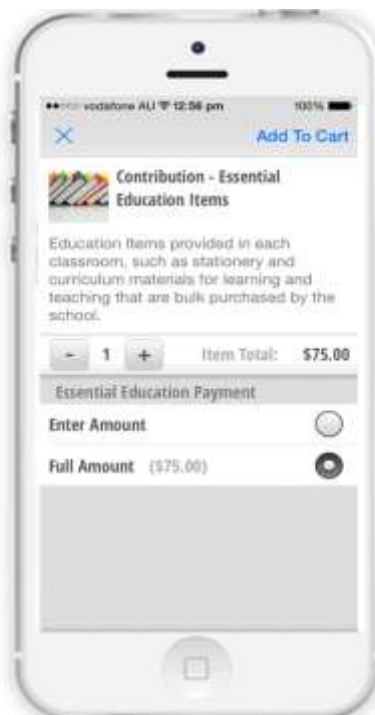 vodafone AU 12:56 pm 100%
Add To Cart
Contribution - Essential
Education Items
Education Items provided in each
classroom, such as stationery and
curriculum materials for learning and
teaching that are bulk purchased by the
school.
- 1 + Item Total: $75.00
Essential Education Payment
Enter Amount
Full Amount ($75.00)